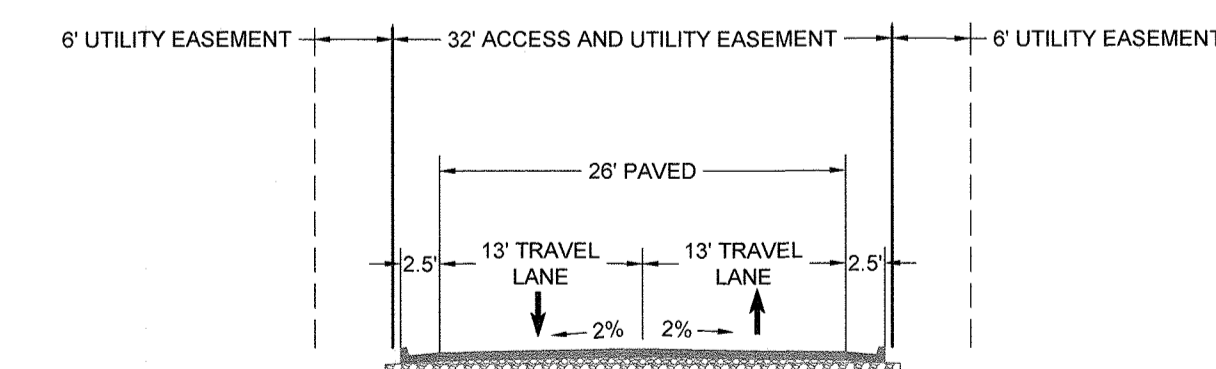 6' UTILITY EASEMENT
32' ACCESS AND UTILITY EASEMENT
6' UTILITY EASEMENT
26' PAVED
2.5'
13' TRAVEL
LANE
13' TRAVEL
LANE
2.5'
2%
2%